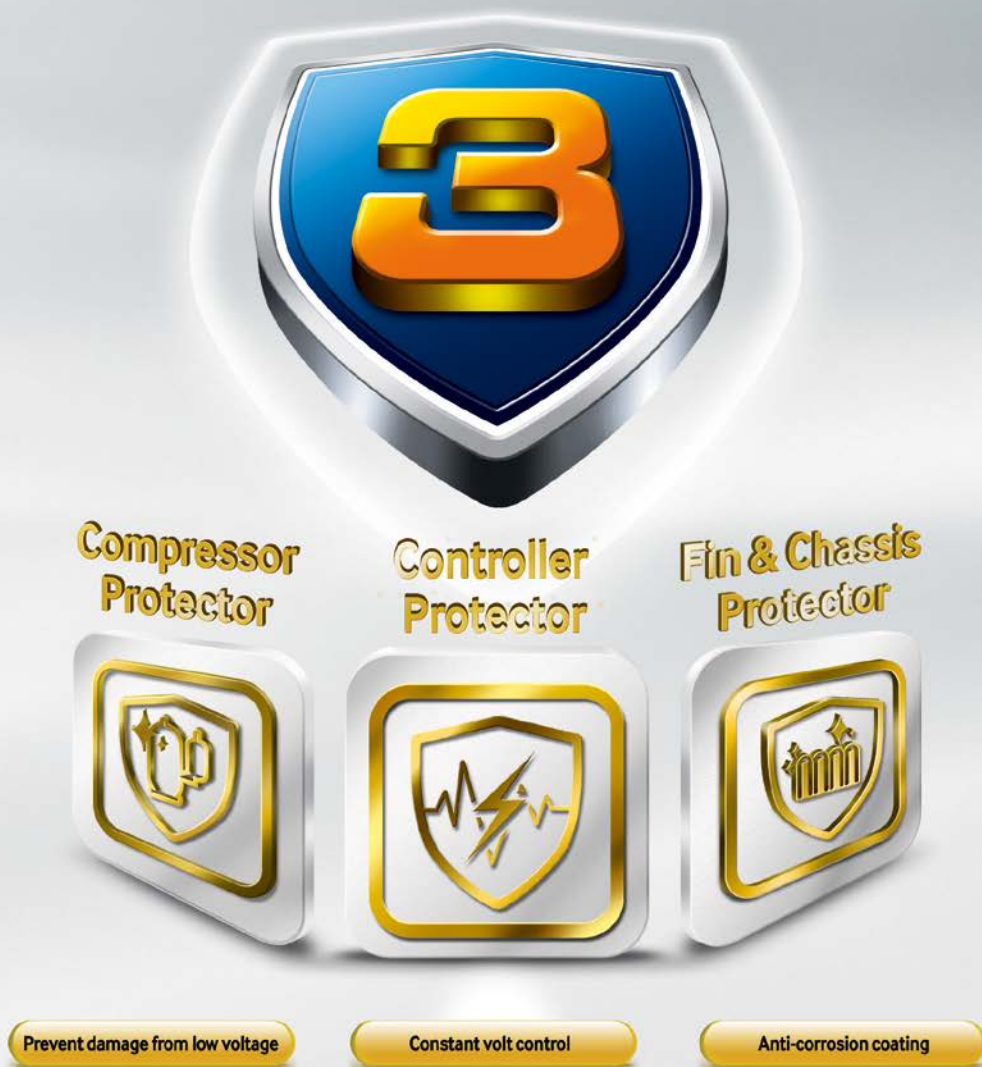 3
Compressor
Protector
Controller
Protector
Fin & Chassis
Protector
Prevent damage from low voltage
Constant volt control
Anti-corrosion coating